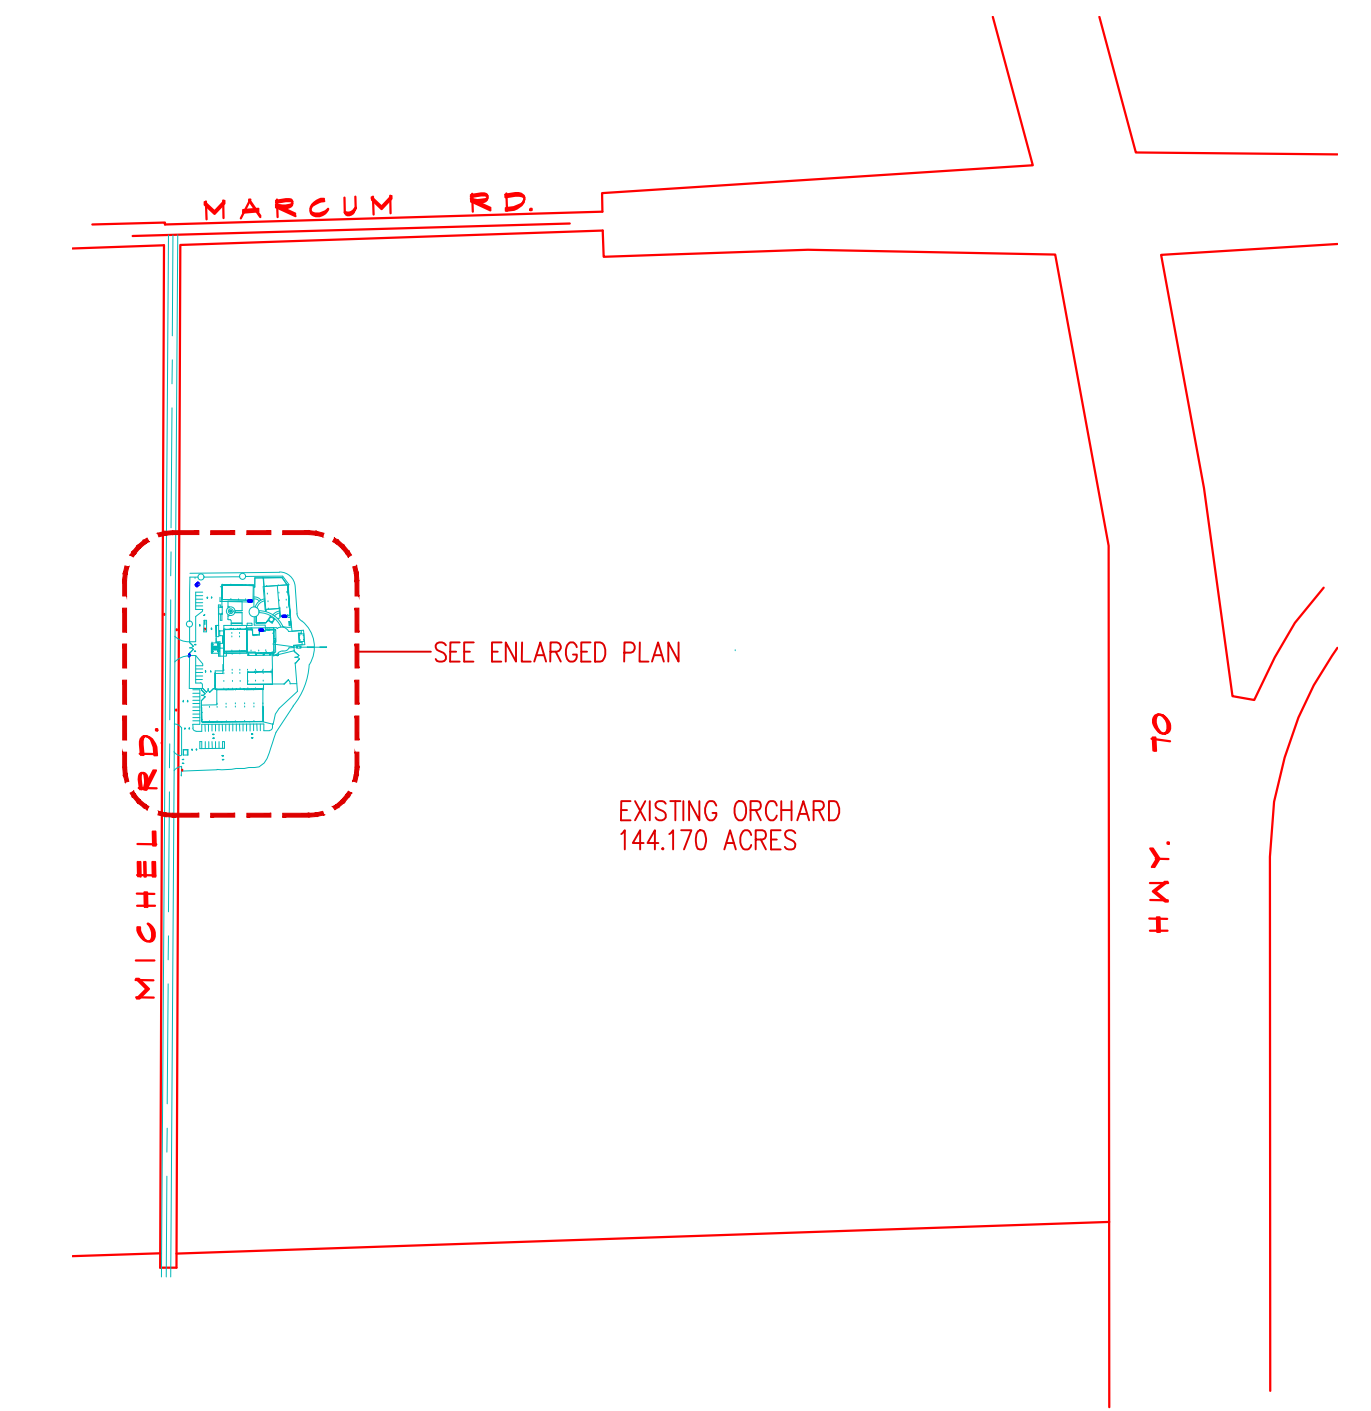 MARCUM RD.
SEE ENLARGED PLAN
MICHEL RD.
HWY. 70
EXISTING ORCHARD
144.170 ACRES